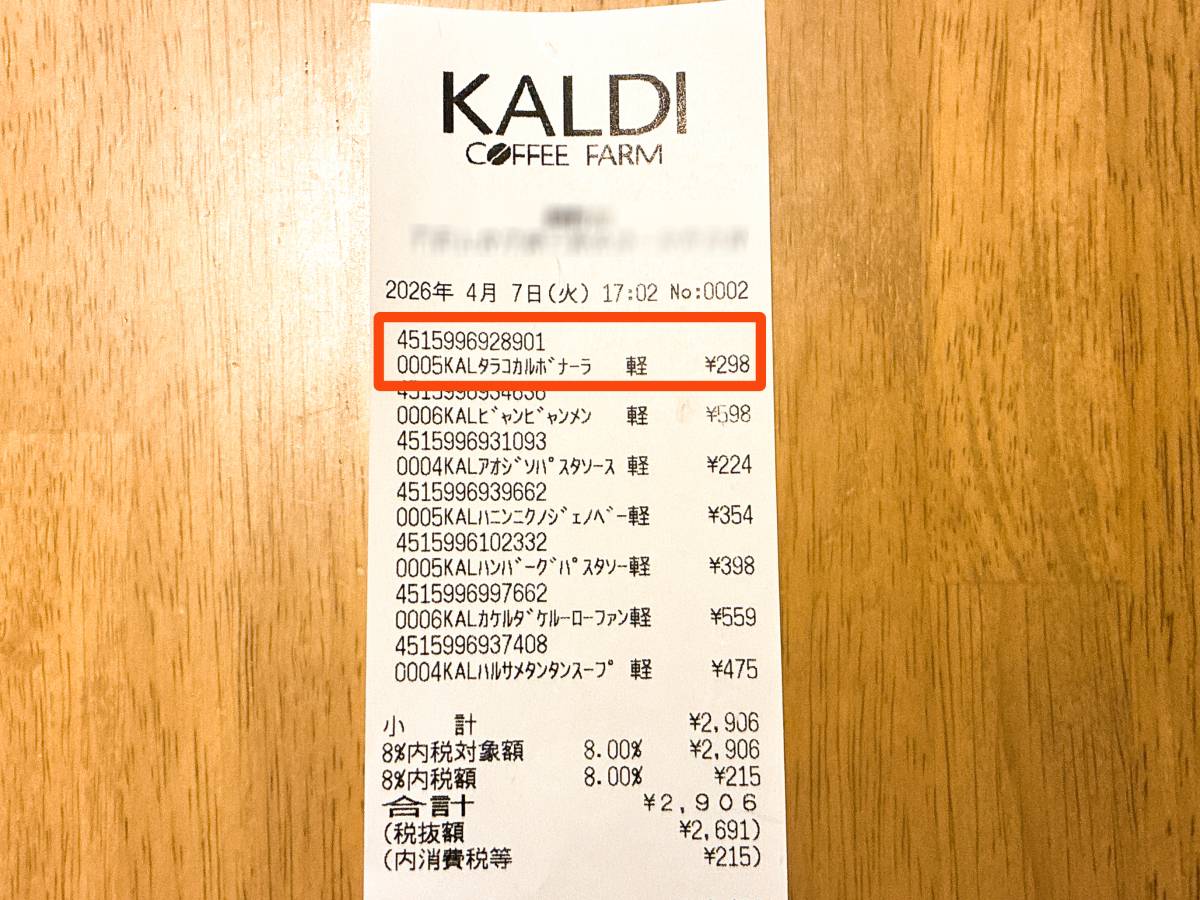 KALDI
COFFEE FARM
2026年 4月 7日(火) 17:02 No:0002
4515996928901
0005KALﾀﾗｺｶﾙﾎﾞﾅｰﾗ 軽 ¥298
0006KALﾋﾞｬﾝﾋﾞｬﾝﾒﾝ 軽 ¥598
4515996931093
0004KALｱｵｼﾞｿﾊﾟｽﾀｿｰｽ 軽 ¥224
4515996939662
0005KALﾊﾆﾝﾆｸﾉｼﾞｪﾉﾍﾞｰ軽 ¥354
4515996102332
0005KALﾊﾝﾊﾞｰｸﾞﾊﾟｽﾀｿｰ軽 ¥398
4515996997662
0006KALｶｹﾙﾀﾞｹﾙｰﾛｰﾌｧﾝ軽 ¥559
4515996937408
0004KALﾊﾙｻﾒﾀﾝﾀﾝｽｰﾌﾟ 軽 ¥475
小 計 ¥2,906
8%内税対象額 8.00% ¥2,906
8%内税額 8.00% ¥215
合計 ¥2,906
(税抜額 ¥2,691)
(内消費税等 ¥215)